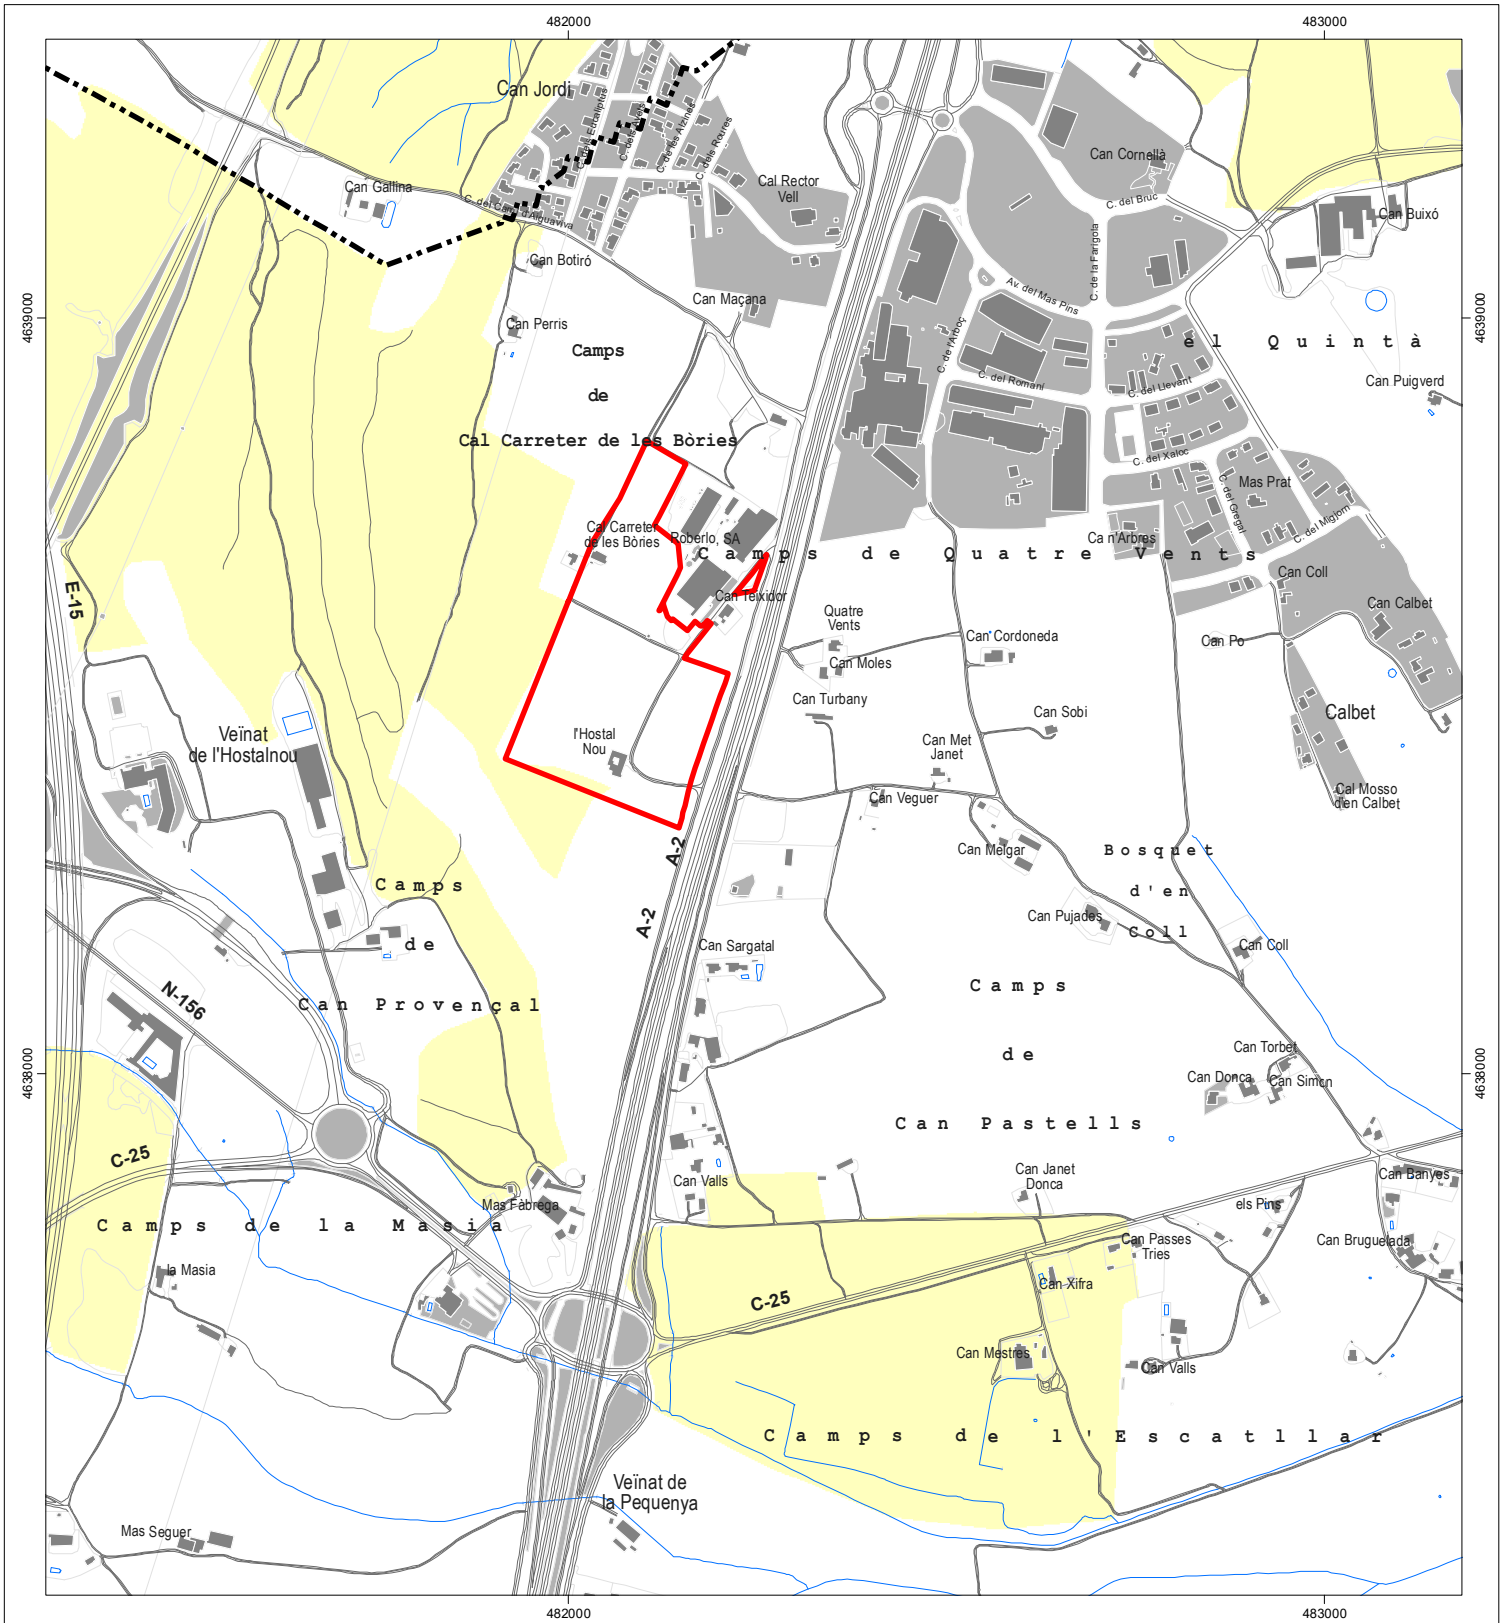 482000
483000
Can Jordi
C. dels Eucaliptus
C. dels Avets
C. de les Alzines
C. dels Roures
Can Cornellà
Can Gallina
Cal Rector
Vell
C. del Camí d'Aiguaviva
C. del Bruc
Can Buixó
C. de la Farigola
Can Botiró
Av. del Mas Pins
Can Maçana
4639000
4639000
Can Perris
C. de l'Arboç
el Quintà
Camps
de
Cal Carreter de les Bòries
C. del Romaní
C. del Llevant
Can Puigverd
C. del Xaloc
Mas Prat
C. del Gregal
C. del Migjorn
Cal Carreter
de les Bòries
Roberlo, SA
Ca n'Arbres
Camps de Quatre Vents
Can Coll
E-15
Can Teixidor
Can Calbet
Quatre
Vents
Can Cordoneda
Can Po
Can Moles
Can Turbany
Can Sobi
Calbet
Veïnat
de l'Hostalnou
l'Hostal
Nou
Can Met
Janet
Can Veguer
Cal Mosso
d'en Calbet
A-2
Can Melgar
Bosquet
d'en
Coll
Camps
de
Can Provençal
A-2
Can Pujades
Can Sargatal
Can Coll
N-156
Camps
de
Can Pastells
4638000
4638000
Can Torbet
Can Donca
Can Simon
C-25
Can Valls
Can Janet
Donca
Can Banyes
Mas Fàbrega
els Pins
Camps de la Masia
Can Passes
Tries
Can Bruguelada
la Masia
Can Xifra
C-25
Can Mestres
Can Valls
Camps de l'Escatllar
Veïnat de
la Pequenya
Mas Seguer
482000
483000